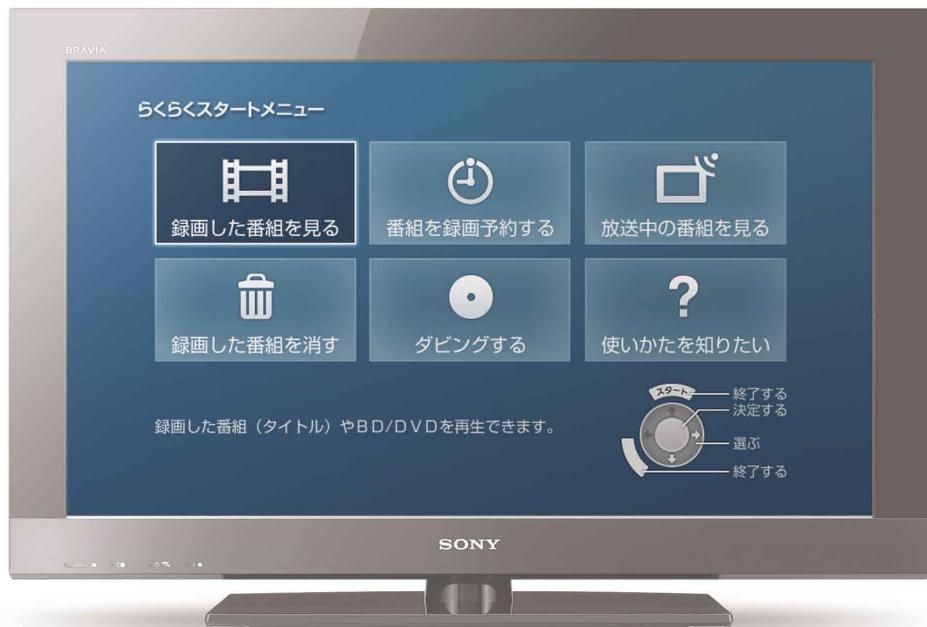 BRAVIA
らくらくスタートメニュー
録画した番組を見る
番組を録画予約する
放送中の番組を見る
録画した番組を消す
ダビングする
?
使いかたを知りたい
録画した番組（タイトル）やBD/DVDを再生できます。
スタート
終了する
決定する
選ぶ
終了する
SONY